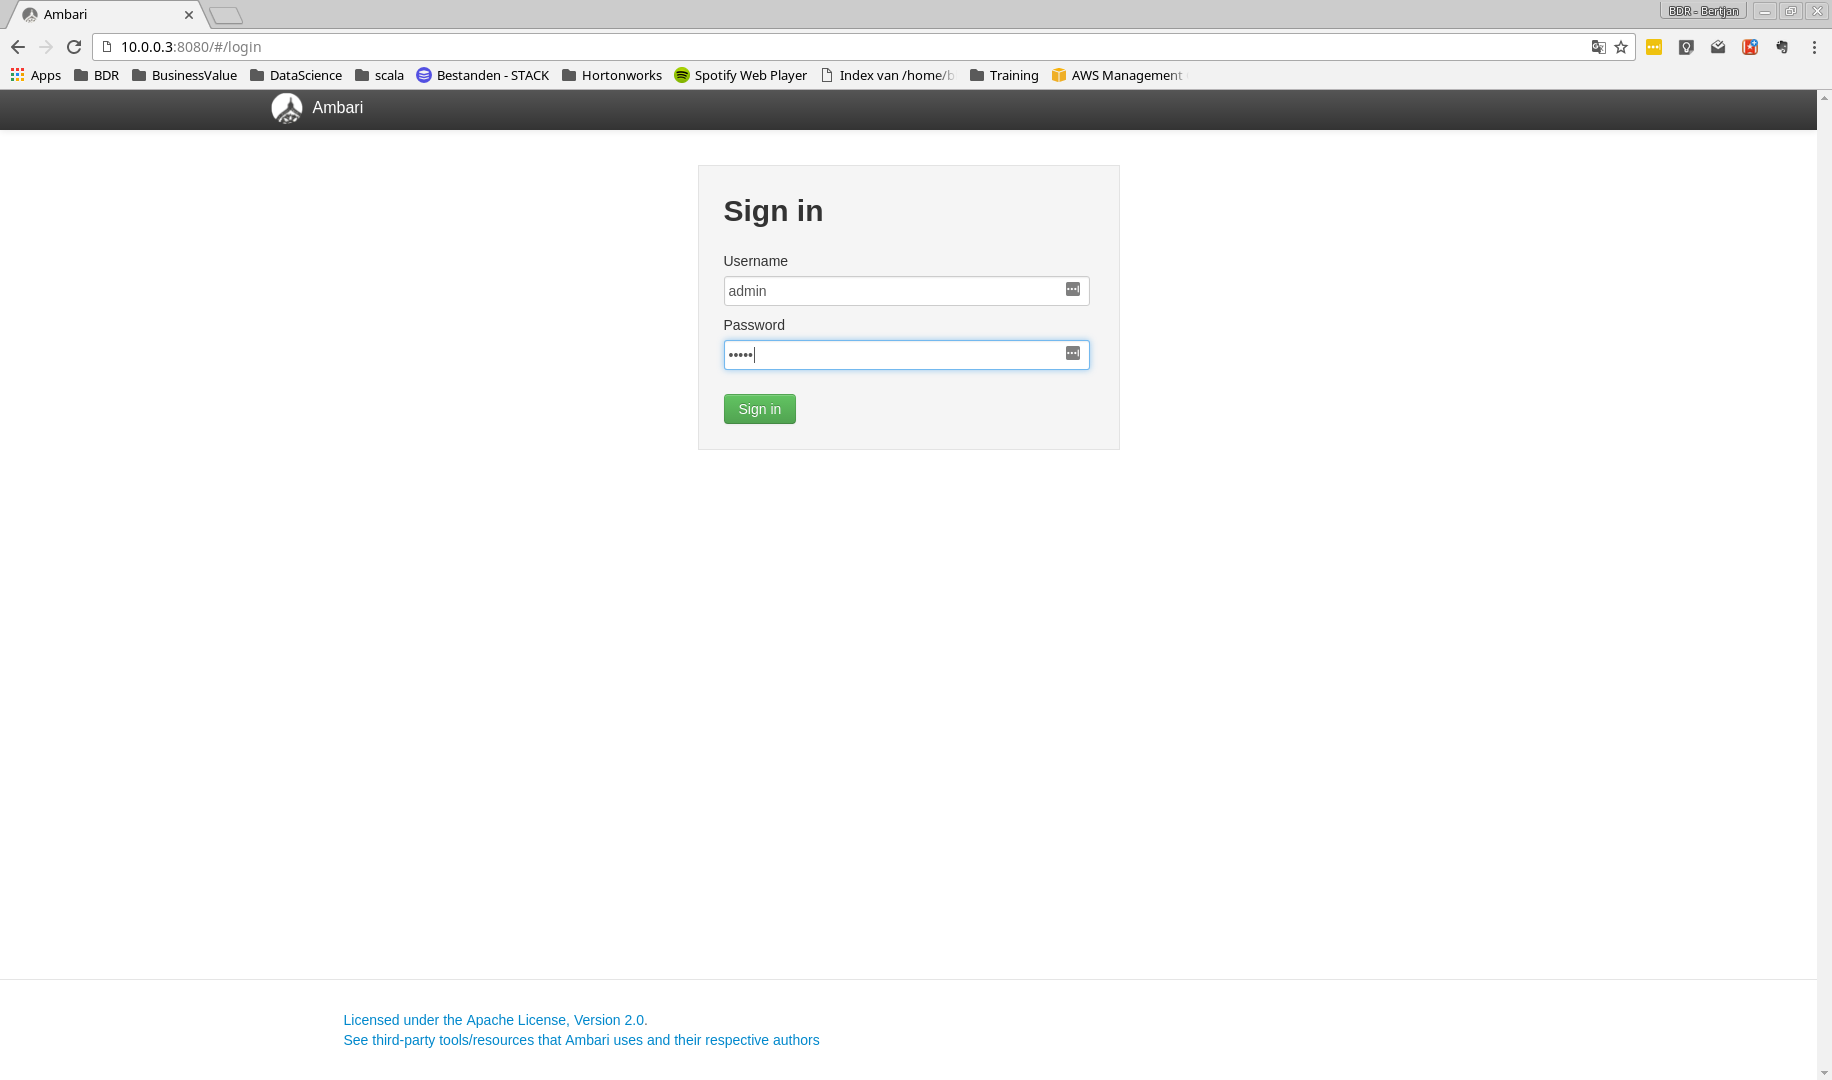 Ambari
BDR - Bertjan
10.0.0.3:8080/#/login
Apps BDR BusinessValue DataScience scala Bestanden - STACK Hortonworks Spotify Web Player Index van /home/b Training AWS Management
Ambari
Sign in
Username
admin
Password
•••••
Sign in
Licensed under the Apache License, Version 2.0.
See third-party tools/resources that Ambari uses and their respective authors